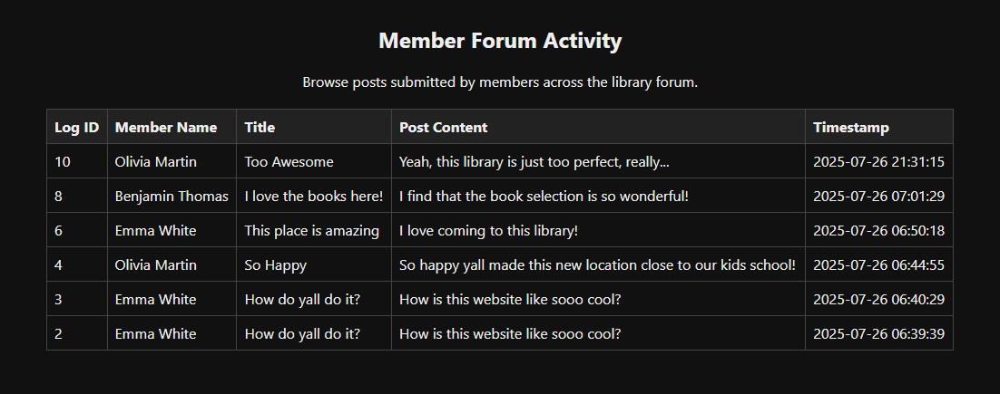 Member Forum Activity
Browse posts submitted by members across the library forum.
Log ID Member Name Title Post Content Timestamp
10 Olivia Martin Too Awesome Yeah, this library is just too perfect, really... 2025-07-26 21:31:15
8 Benjamin Thomas I love the books here! I find that the book selection is so wonderful! 2025-07-26 07:01:29
6 Emma White This place is amazing I love coming to this library! 2025-07-26 06:50:18
4 Olivia Martin So Happy So happy yall made this new location close to our kids school! 2025-07-26 06:44:55
3 Emma White How do yall do it? How is this website like sooo cool? 2025-07-26 06:40:29
2 Emma White How do yall do it? How is this website like sooo cool? 2025-07-26 06:39:39